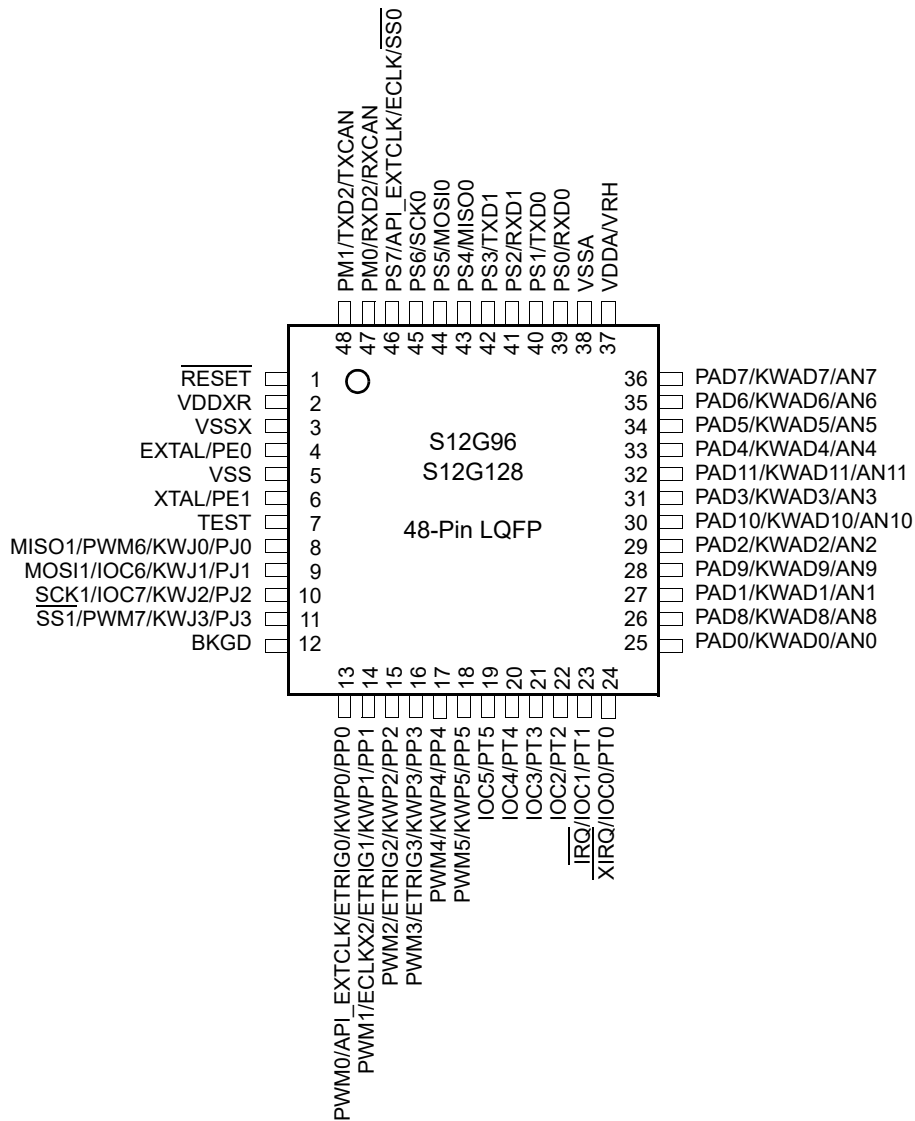 PM1/TXD2/TXCAN
PM0/RXD2/RXCAN
PS7/API_EXTCLK/ECLK/SS0
PS6/SCK0
PS5/MOSI0
PS4/MISO0
PS3/TXD1
PS2/RXD1
PS1/TXD0
PS0/RXD0
VSSA
VDDA/VRH
48
47
46
45
44
43
42
41
40
39
38
37
RESET 1
VDDXR 2
VSSX 3
EXTAL/PE0 4
VSS 5
XTAL/PE1 6
TEST 7
MISO1/PWM6/KWJ0/PJ0 8
MOSI1/IOC6/KWJ1/PJ1 9
SCK1/IOC7/KWJ2/PJ2 10
SS1/PWM7/KWJ3/PJ3 11
BKGD 12
S12G96
S12G128
48-Pin LQFP
36 PAD7/KWAD7/AN7
35 PAD6/KWAD6/AN6
34 PAD5/KWAD5/AN5
33 PAD4/KWAD4/AN4
32 PAD11/KWAD11/AN11
31 PAD3/KWAD3/AN3
30 PAD10/KWAD10/AN10
29 PAD2/KWAD2/AN2
28 PAD9/KWAD9/AN9
27 PAD1/KWAD1/AN1
26 PAD8/KWAD8/AN8
25 PAD0/KWAD0/AN0
13
14
15
16
17
18
19
20
21
22
23
24
PWM0/API_EXTCLK/ETRIG0/KWP0/PP0
PWM1/ECLKX2/ETRIG1/KWP1/PP1
PWM2/ETRIG2/KWP2/PP2
PWM3/ETRIG3/KWP3/PP3
PWM4/KWP4/PP4
PWM5/KWP5/PP5
IOC5/PT5
IOC4/PT4
IOC3/PT3
IOC2/PT2
IRQ/IOC1/PT1
XIRQ/IOC0/PT0